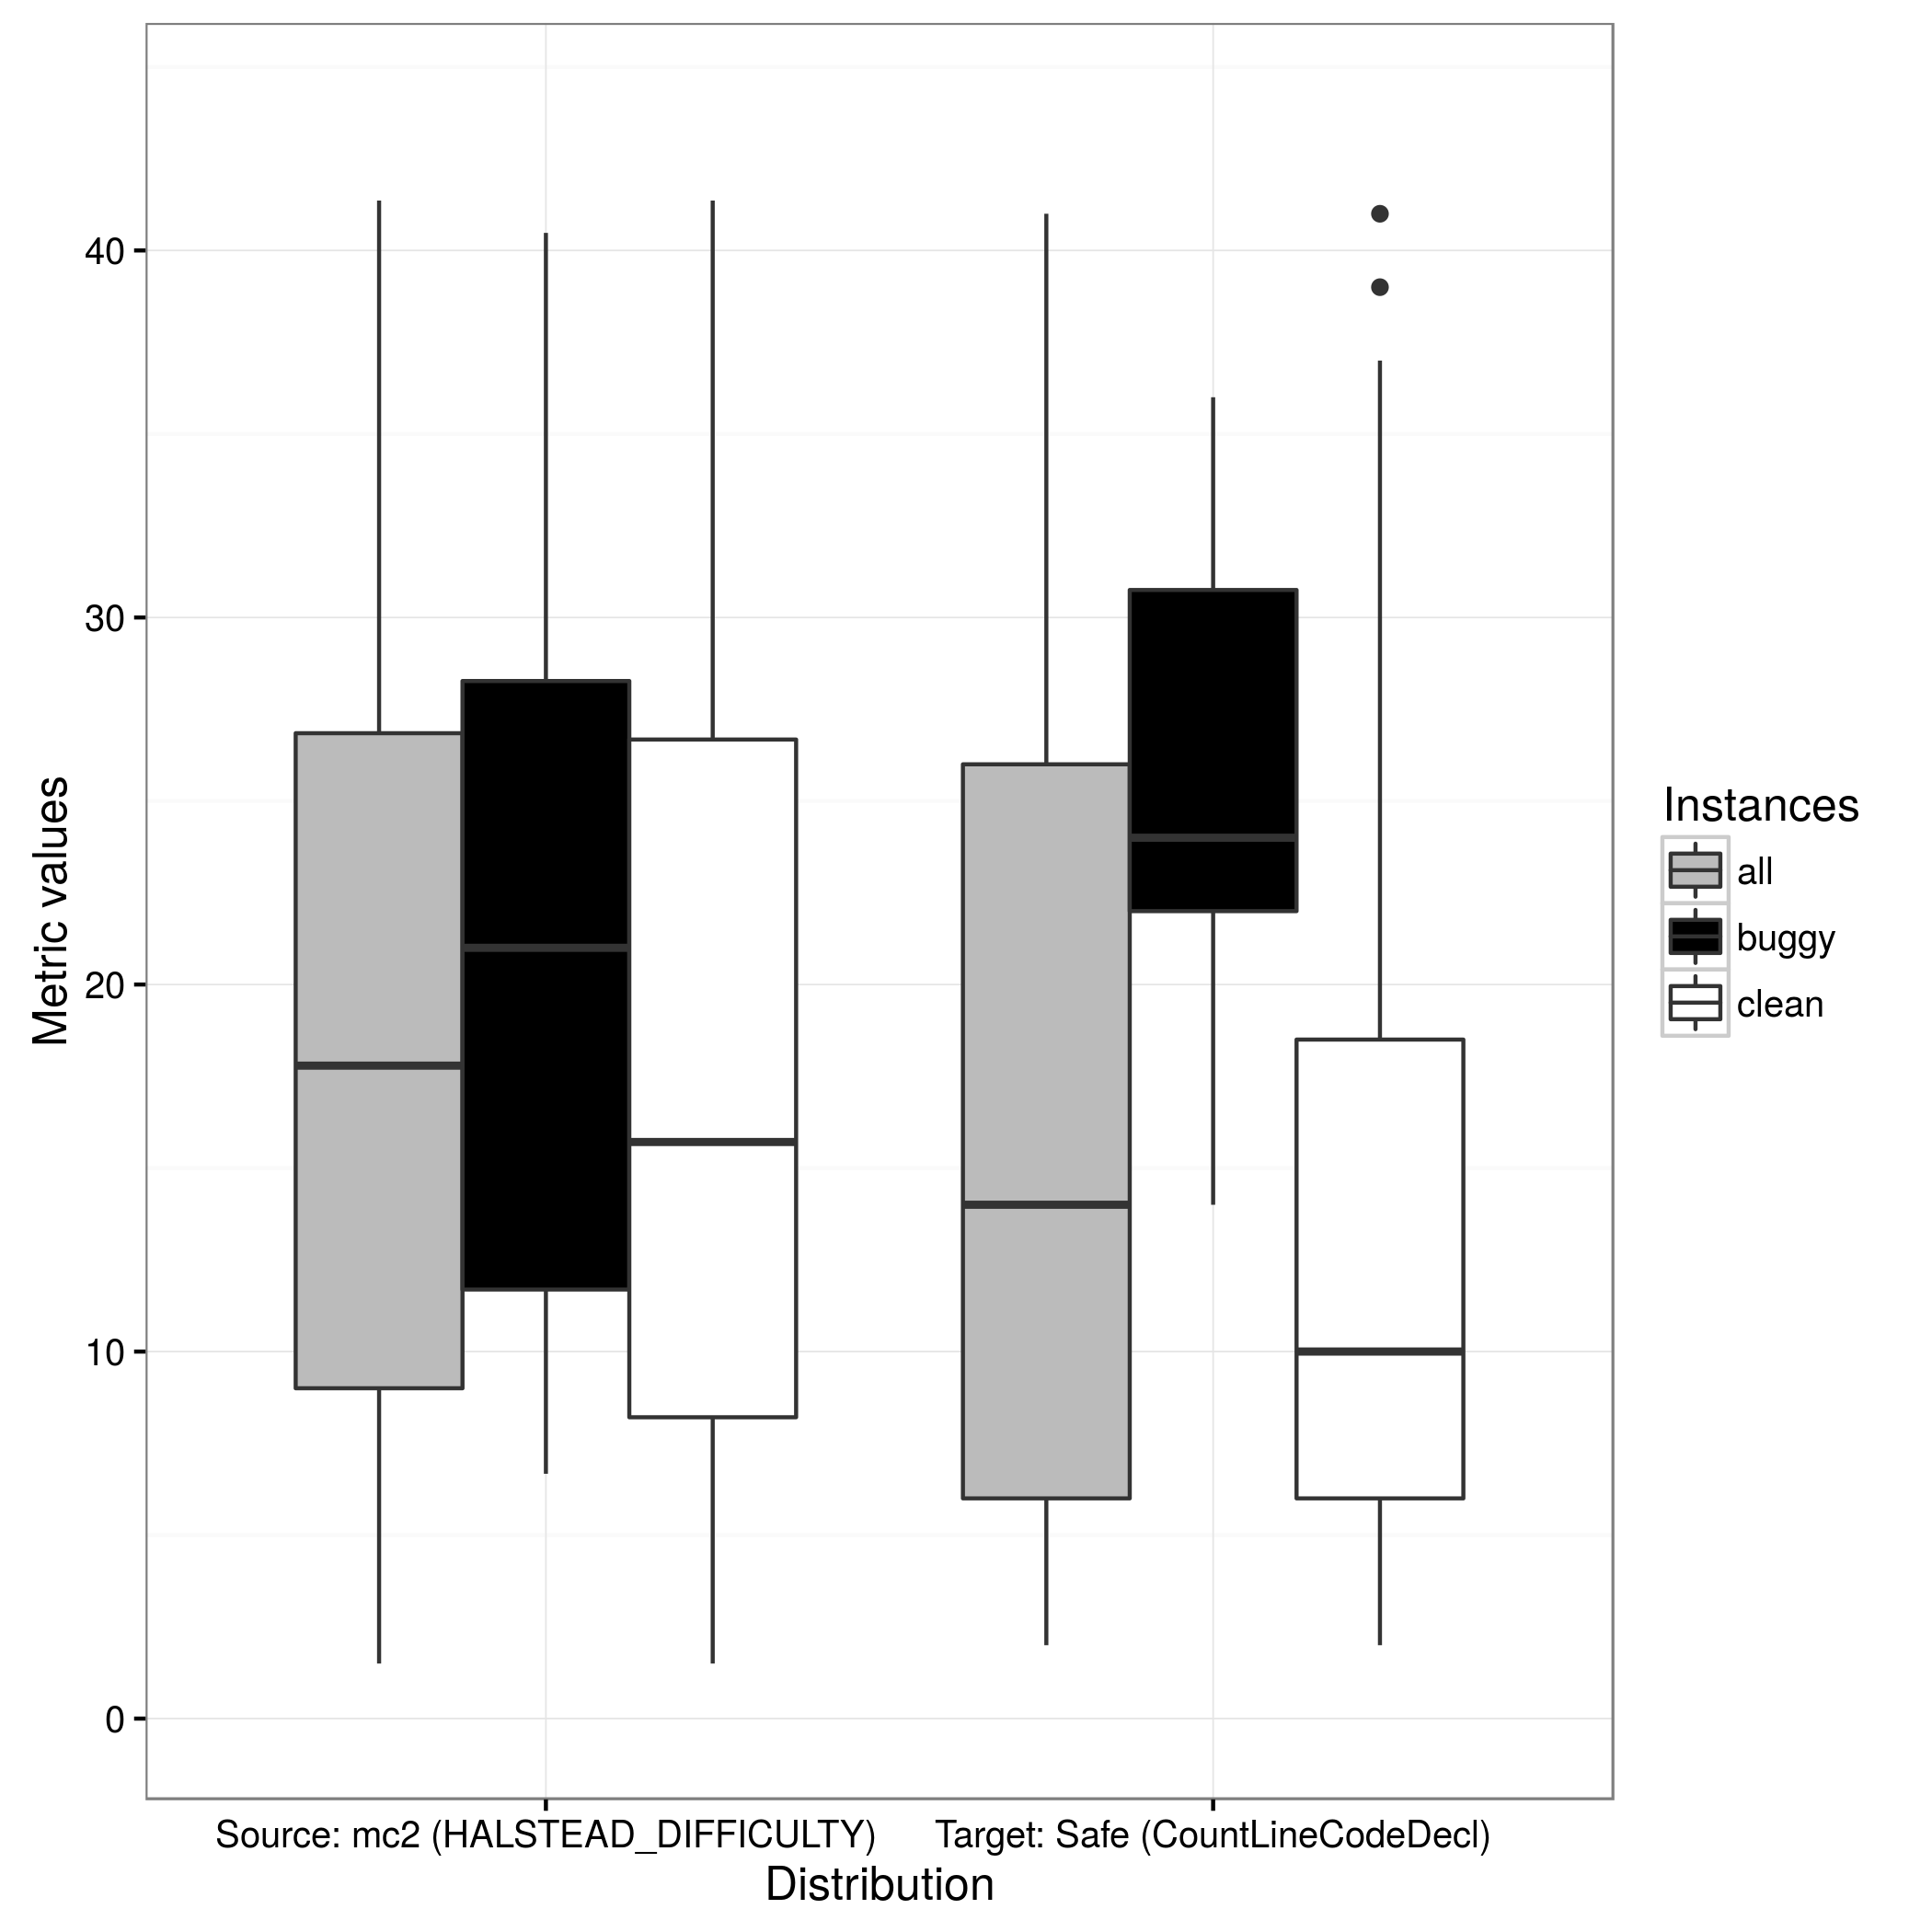 Metric values
40
30
20
10
0
Source: mc2 (HALSTEAD_DIFFICULTY)
Target: Safe (CountLineCodeDecl)
Distribution
Instances
all
buggy
clean